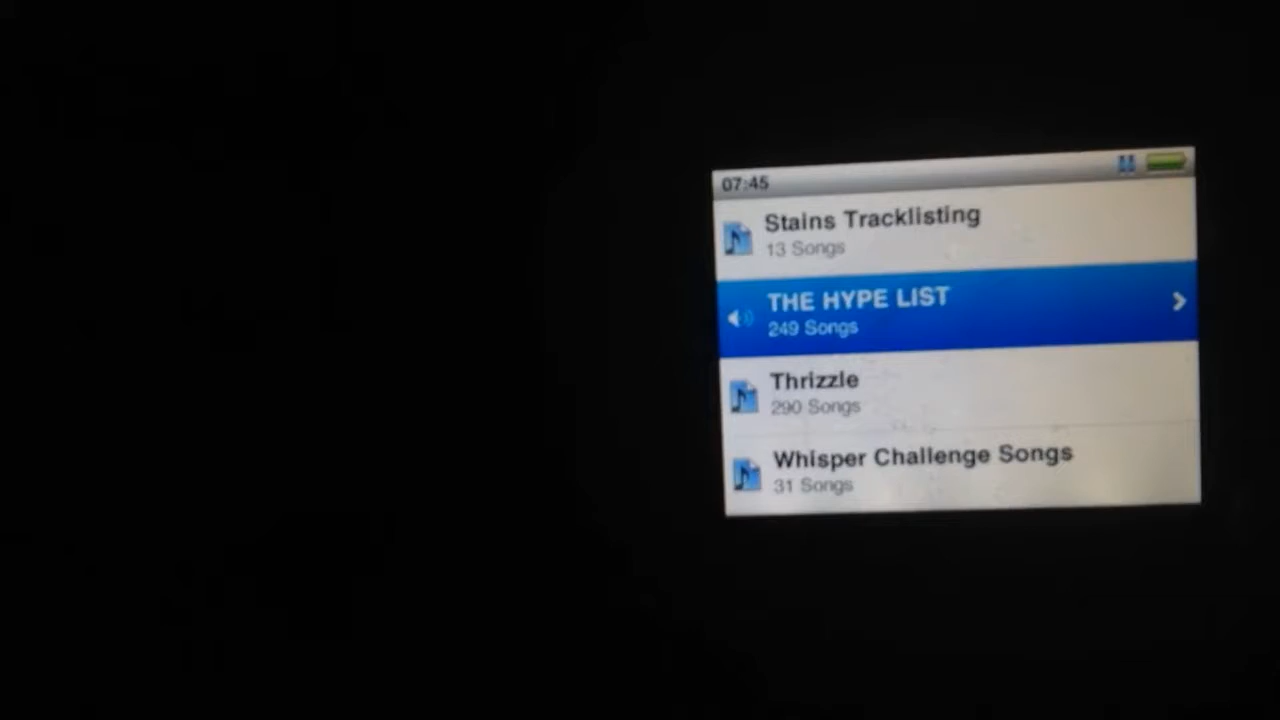 07:45
Stains Tracklisting
13 Songs
THE HYPE LIST
249 Songs
Thrizzle
290 Songs
Whisper Challenge Songs
31 Songs